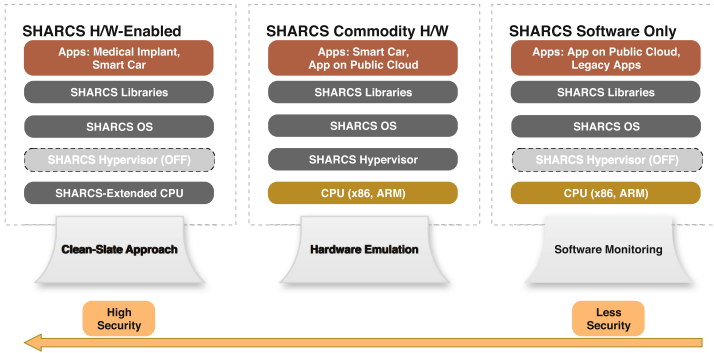 SHARCS H/W-Enabled
Apps: Medical Implant,
Smart Car
SHARCS Libraries
SHARCS OS
SHARCS Hypervisor (OFF)
SHARCS-Extended CPU
Clean-Slate Approach
High
Security
SHARCS Commodity H/W
Apps: Smart Car,
App on Public Cloud
SHARCS Libraries
SHARCS OS
SHARCS Hypervisor
CPU (x86, ARM)
Hardware Emulation
SHARCS Software Only
Apps: App on Public Cloud,
Legacy Apps
SHARCS Libraries
SHARCS OS
SHARCS Hypervisor (OFF)
CPU (x86, ARM)
Software Monitoring
Less
Security